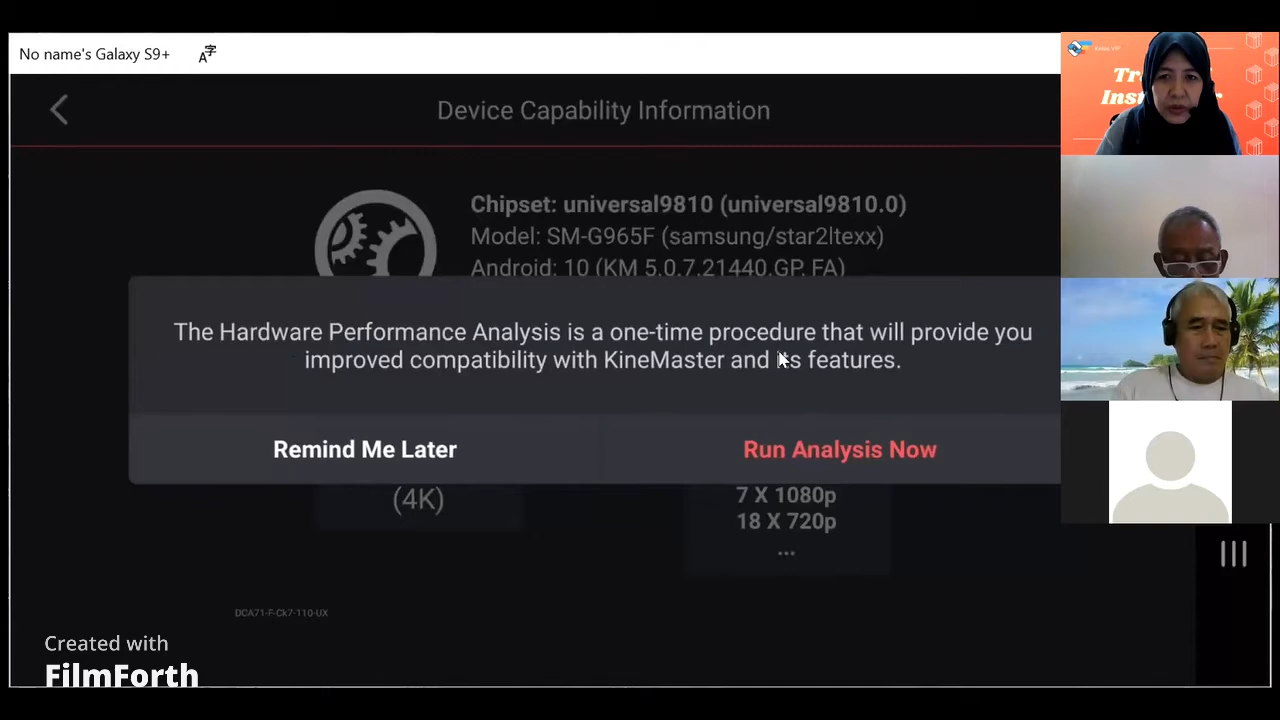 No name's Galaxy S9+
Device Capability Information
Chipset: universal9810 (universal9810.0)
Model: SM-G965F (samsung/star2ltexx)
Android: 10 (KM 5.0.7.21440.GP. FA)
The Hardware Performance Analysis is a one-time procedure that will provide you
improved compatibility with KineMaster and its features.
Remind Me Later
Run Analysis Now
(4K)
7 X 1080p
18 X 720p
...
DCA71-F-Ck7-110-UX
Created with
FilmForth